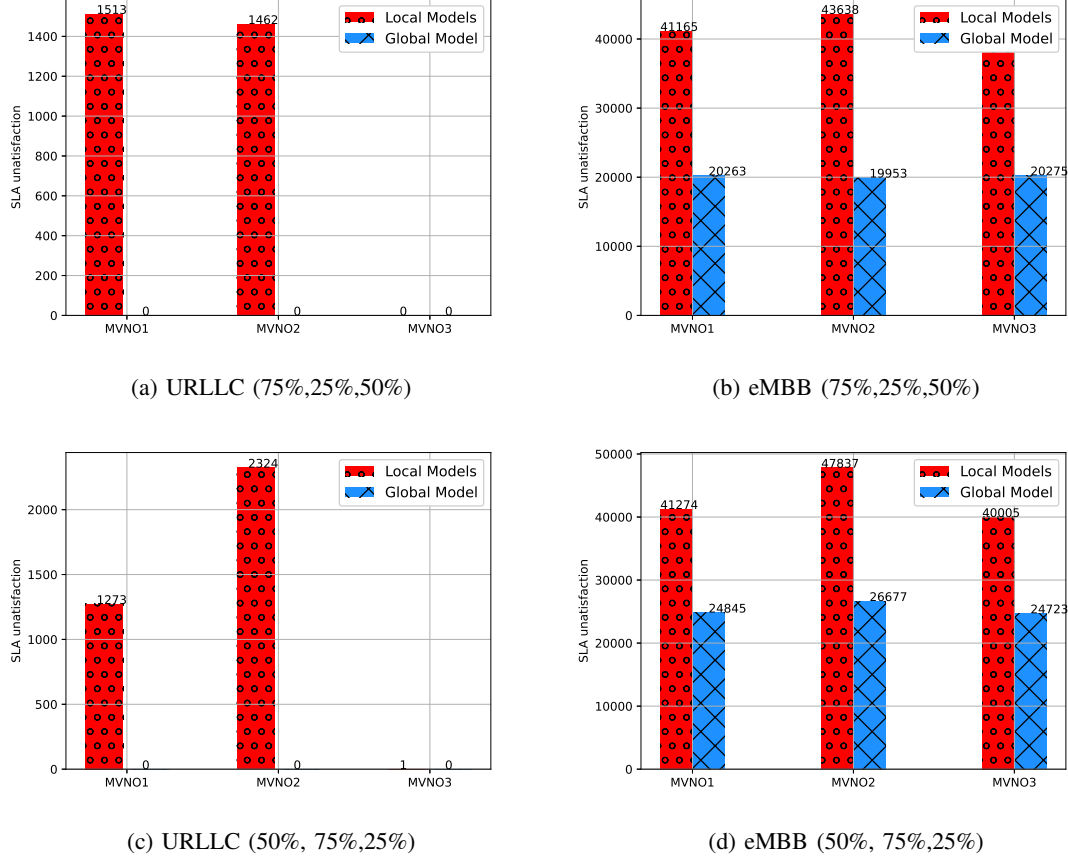 1513
1462
1400
1200
1000
800
600
400
200
0
SLA unatisfaction
Local Models
Global Model
0
0
0
0
MVNO1
MVNO2
MVNO3
(a) URLLC (75%,25%,50%)
41165
43638
40000
30000
20000
10000
0
SLA unatisfaction
Local Models
Global Model
20263
19953
20275
MVNO1
MVNO2
MVNO3
(b) eMBB (75%,25%,50%)
2324
2000
1500
1000
500
0
SLA unatisfaction
Local Models
Global Model
1273
0
0
1
0
MVNO1
MVNO2
MVNO3
(c) URLLC (50%, 75%,25%)
50000
40000
30000
20000
10000
0
SLA unatisfaction
Local Models
Global Model
41274
47837
40005
24845
26677
24723
MVNO1
MVNO2
MVNO3
(d) eMBB (50%, 75%,25%)